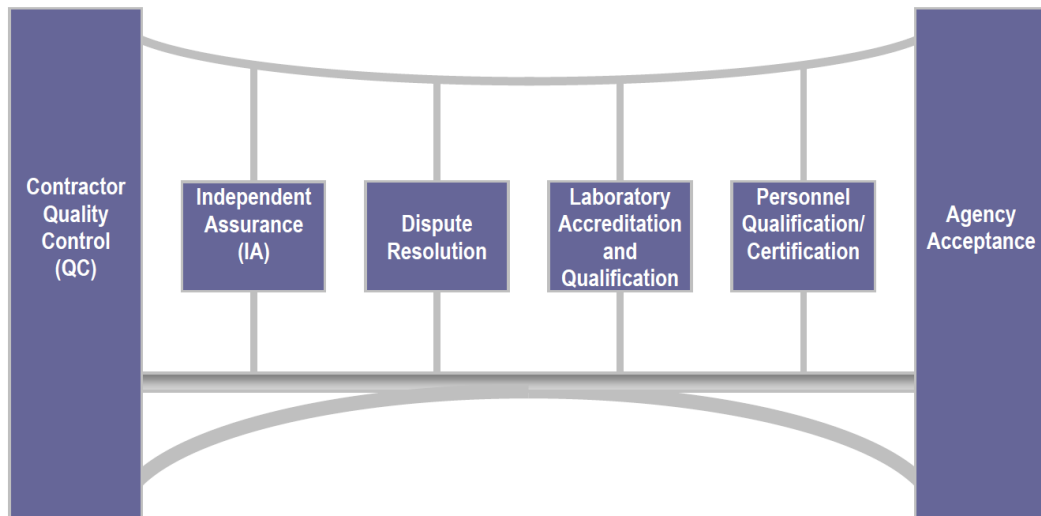 Contractor
Quality
Control
(QC)
Independent
Assurance
(IA)
Dispute
Resolution
Laboratory
Accreditation
and
Qualification
Personnel
Qualification/
Certification
Agency
Acceptance